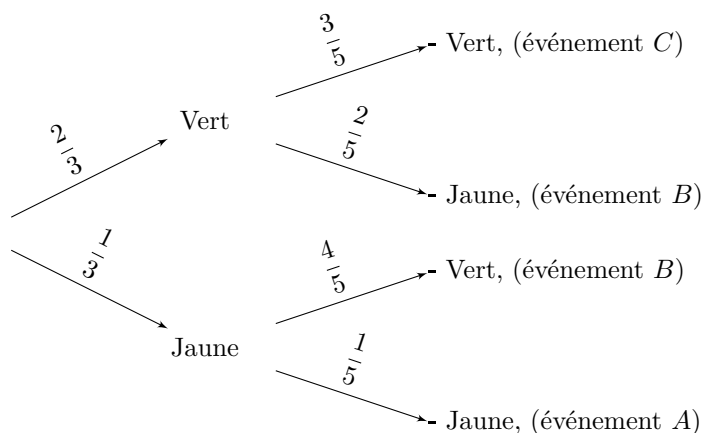 3/5
- Vert, (événement C)
Vert
2/3
2/5
- Jaune, (événement B)
1/3
4/5
- Vert, (événement B)
Jaune
1/5
- Jaune, (événement A)